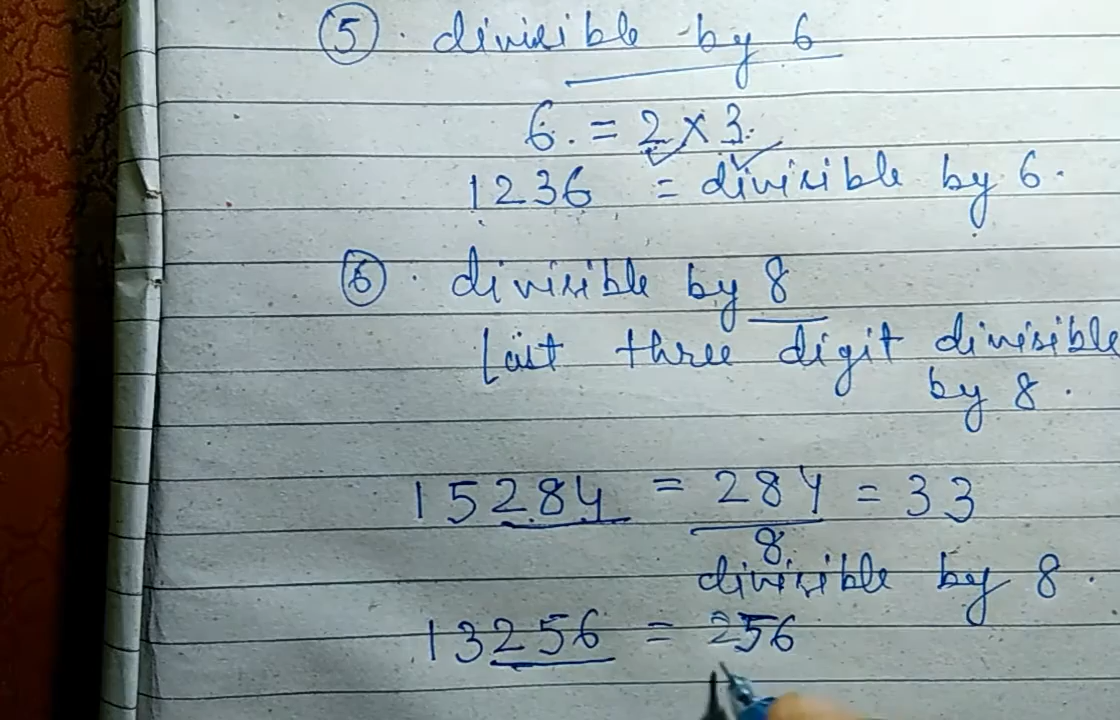 5. divisible by 6
6. = 2 × 3.
1236 = divisible by 6.
6. divisible by 8
Last three digit divisible
by 8.
15284 = 284 = 33
8.
divisible by 8.
13256 = 256